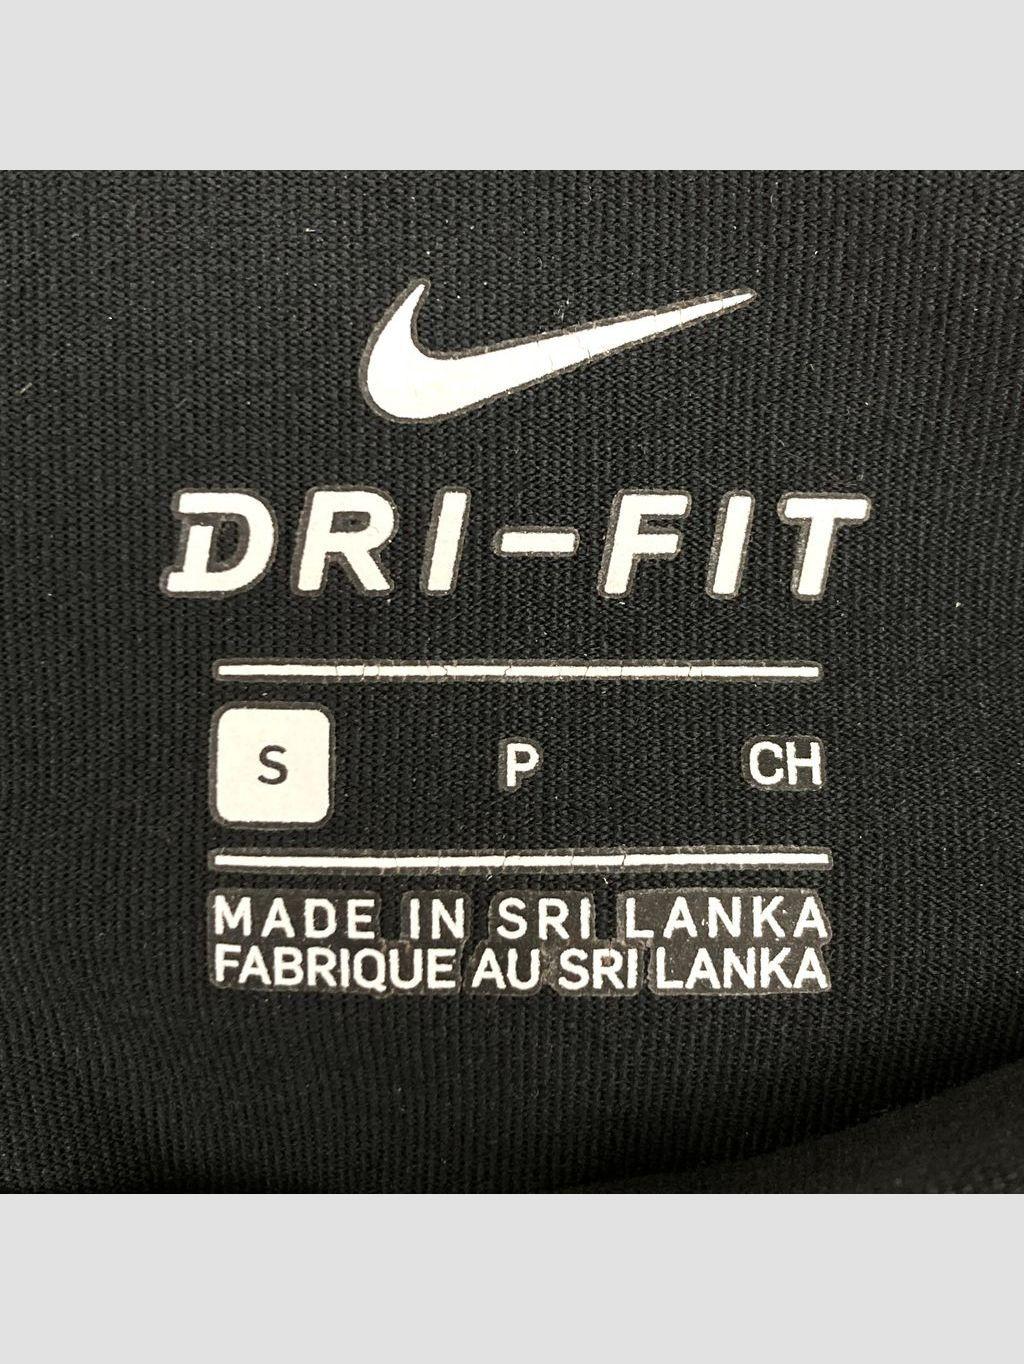 DRI-FIT
S P CH
MADE IN SRI LANKA
FABRIQUE AU SRI LANKA